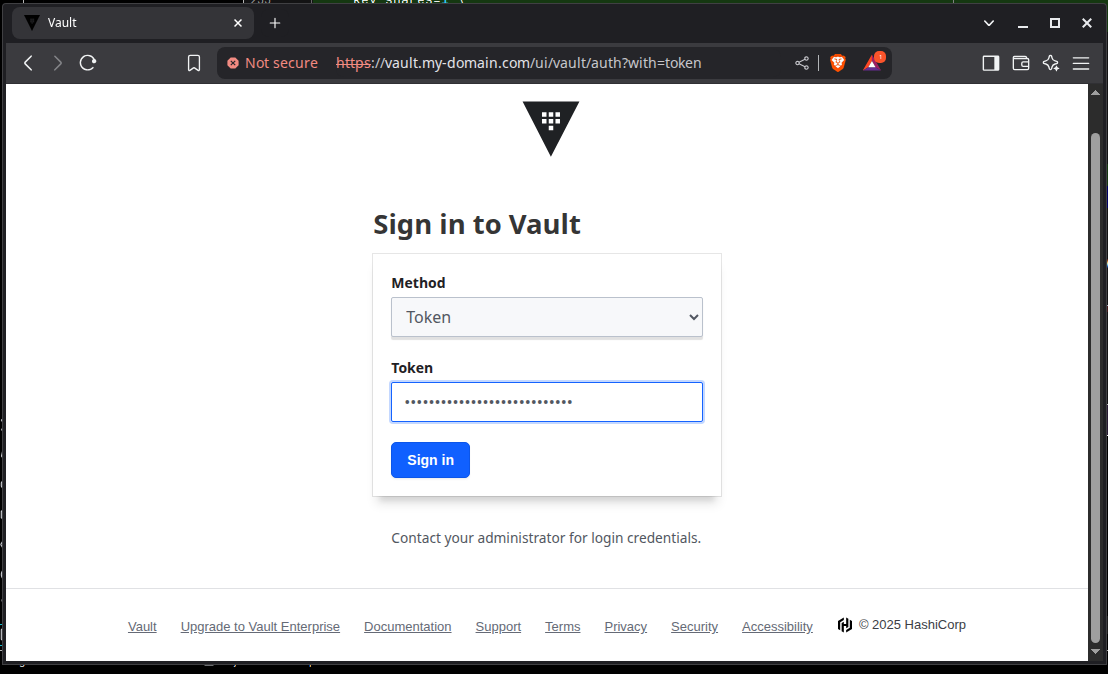 Vault
Not secure https://vault.my-domain.com/ui/vault/auth?with=token
Sign in to Vault
Method
Token
Token
••••••••••••••••••••••••••••
Sign in
Contact your administrator for login credentials.
Vault Upgrade to Vault Enterprise Documentation Support Terms Privacy Security Accessibility © 2025 HashiCorp